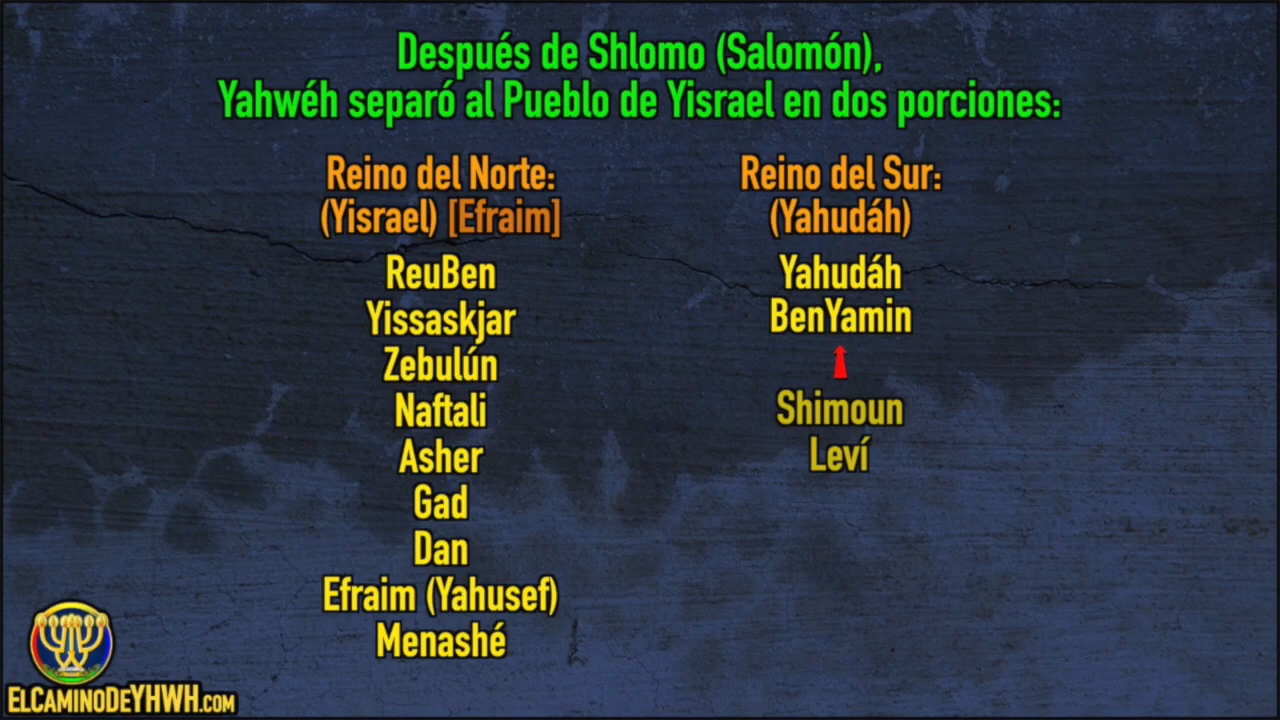 Después de Shlomo (Salomón),
Yahwéh separó al Pueblo de Yisrael en dos porciones:
Reino del Norte:
(Yisrael) [Efraim]
ReuBen
Yissaskjar
Zebulún
Naftali
Asher
Gad
Dan
Efraim (Yahusef)
Menashé
Reino del Sur:
(Yahudáh)
Yahudáh
BenYamin
Shimoun
Leví
ELCAMINODEYHWH.COM